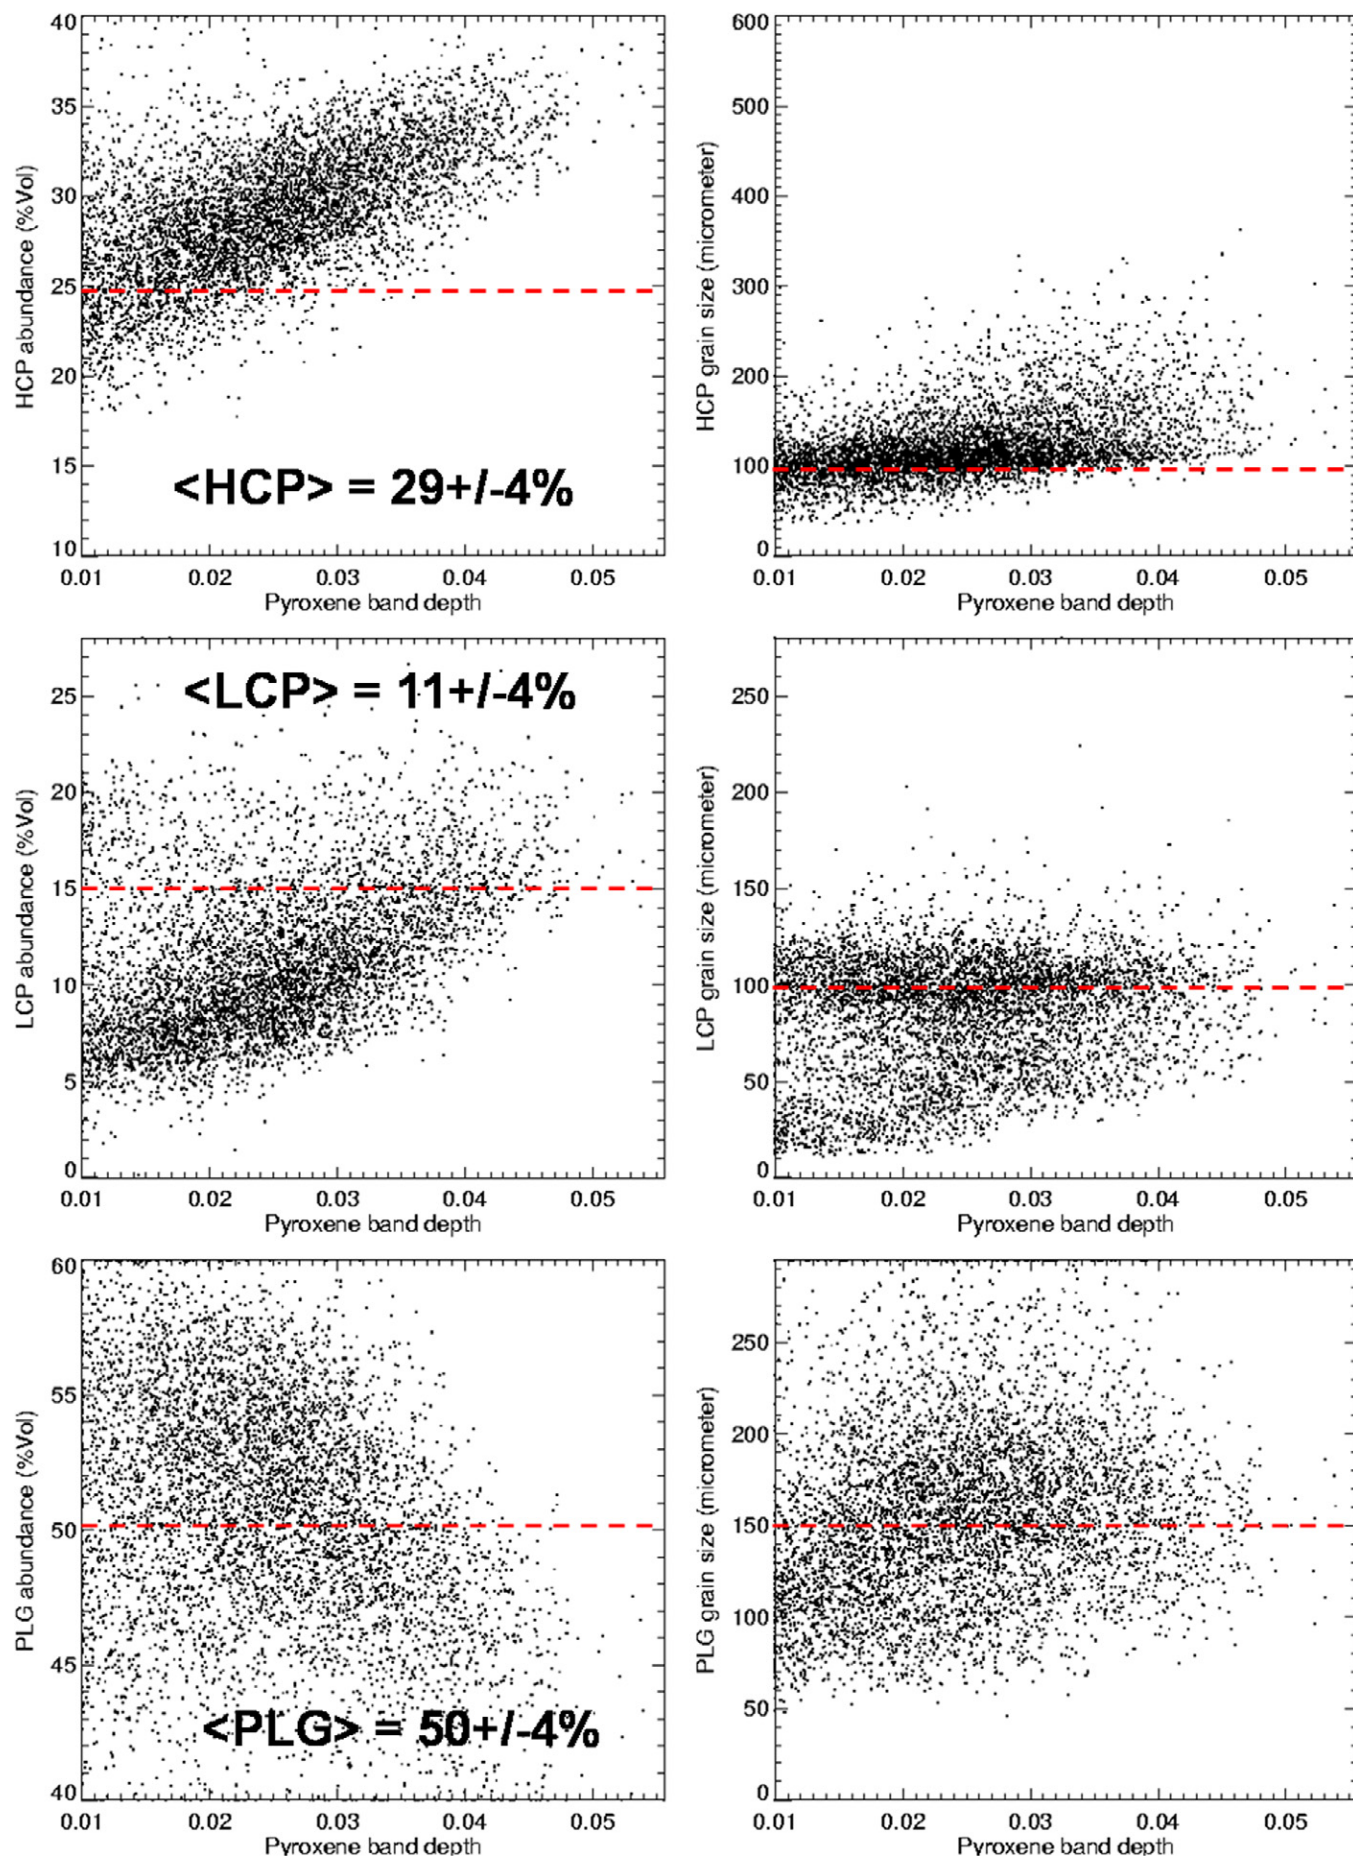 40
35
30
25
20
15
10
HCP abundance (%Vol)
<HCP> = 29+/-4%
0.01 0.02 0.03 0.04 0.05
Pyroxene band depth
600
500
400
300
200
100
0
HCP grain size (micrometer)
0.01 0.02 0.03 0.04 0.05
Pyroxene band depth
25
20
15
10
5
0
LCP abundance (%Vol)
<LCP> = 11+/-4%
0.01 0.02 0.03 0.04 0.05
Pyroxene band depth
250
200
150
100
50
0
LCP grain size (micrometer)
0.01 0.02 0.03 0.04 0.05
Pyroxene band depth
60
55
50
45
40
PLG abundance (%Vol)
<PLG> = 50+/-4%
0.01 0.02 0.03 0.04 0.05
Pyroxene band depth
250
200
150
100
50
0
PLG grain size (micrometer)
0.01 0.02 0.03 0.04 0.05
Pyroxene band depth